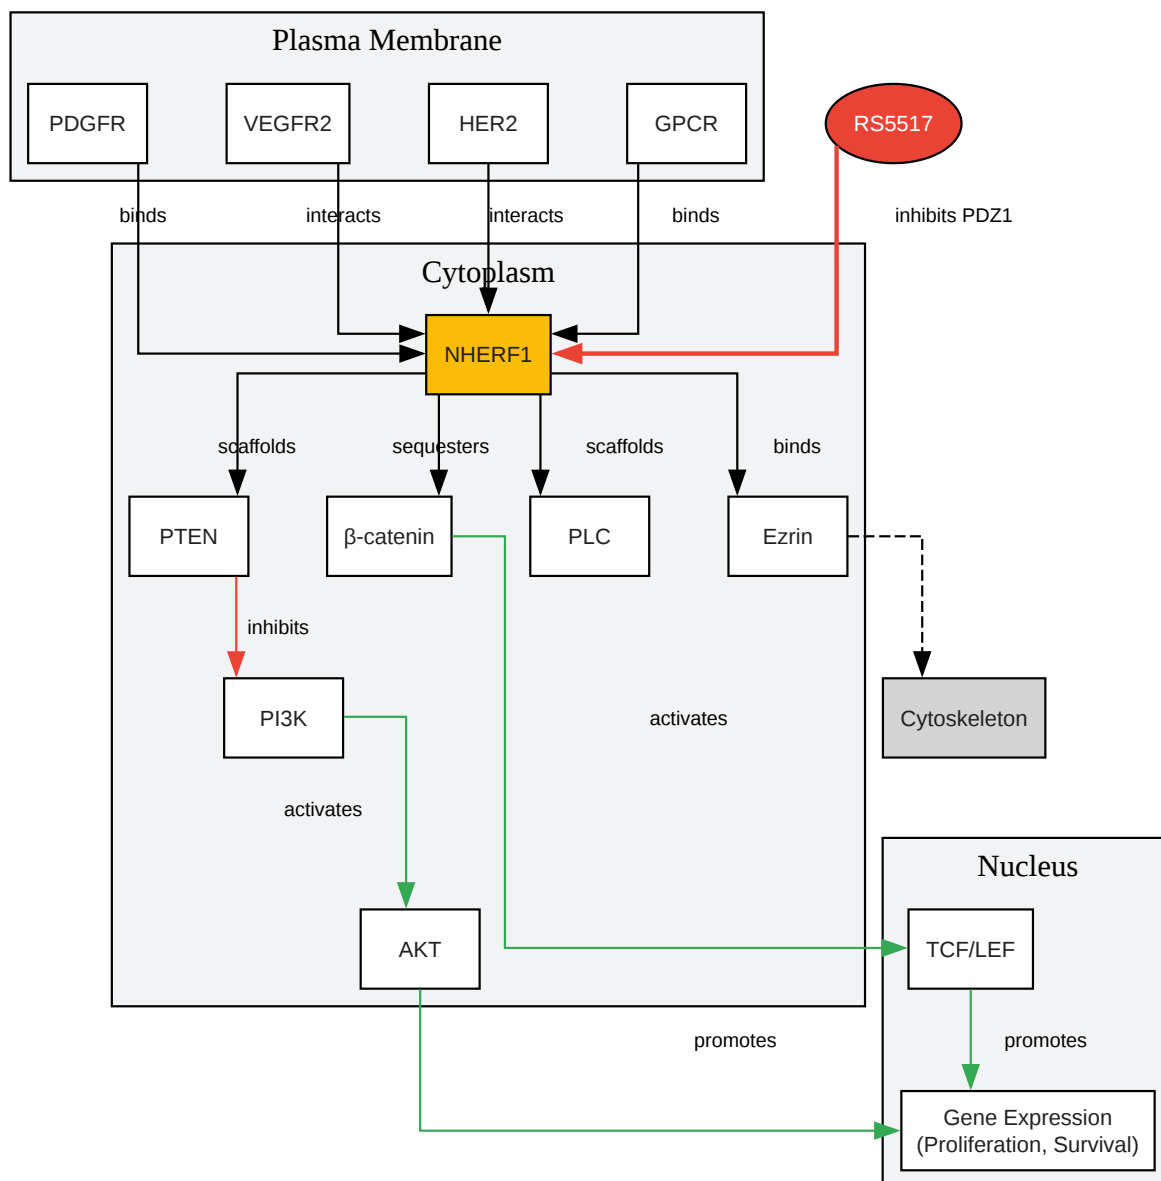 Plasma Membrane
PDGFR
VEGFR2
HER2
GPCR
RS5517
binds
interacts
interacts
binds
inhibits PDZ1
Cytoplasm
NHERF1
scaffolds
sequesters
scaffolds
binds
PTEN
β-catenin
PLC
Ezrin
inhibits
PI3K
activates
Cytoskeleton
activates
Nucleus
AKT
TCF/LEF
promotes
promotes
Gene Expression
(Proliferation, Survival)